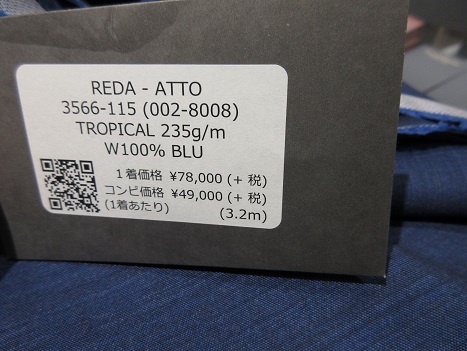 REDA - ATTO
3566-115 (002-8008)
TROPICAL 235g/m
W100% BLU
1着価格 ¥78,000 (+ 税)
コンビ価格 ¥49,000 (+ 税)
(1着あたり) (3.2m)